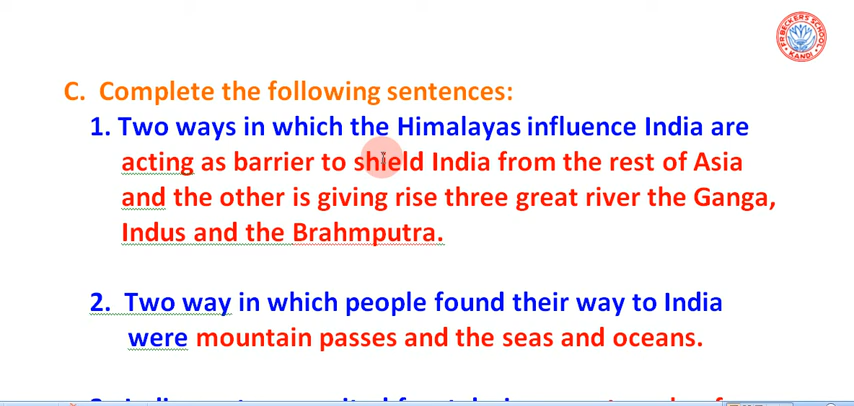 ERBECKER'S SCHOOL
KANDI
C. Complete the following sentences:
1. Two ways in which the Himalayas influence India are
acting as barrier to shield India from the rest of Asia
and the other is giving rise three great river the Ganga,
Indus and the Brahmputra.
2. Two way in which people found their way to India
were mountain passes and the seas and oceans.